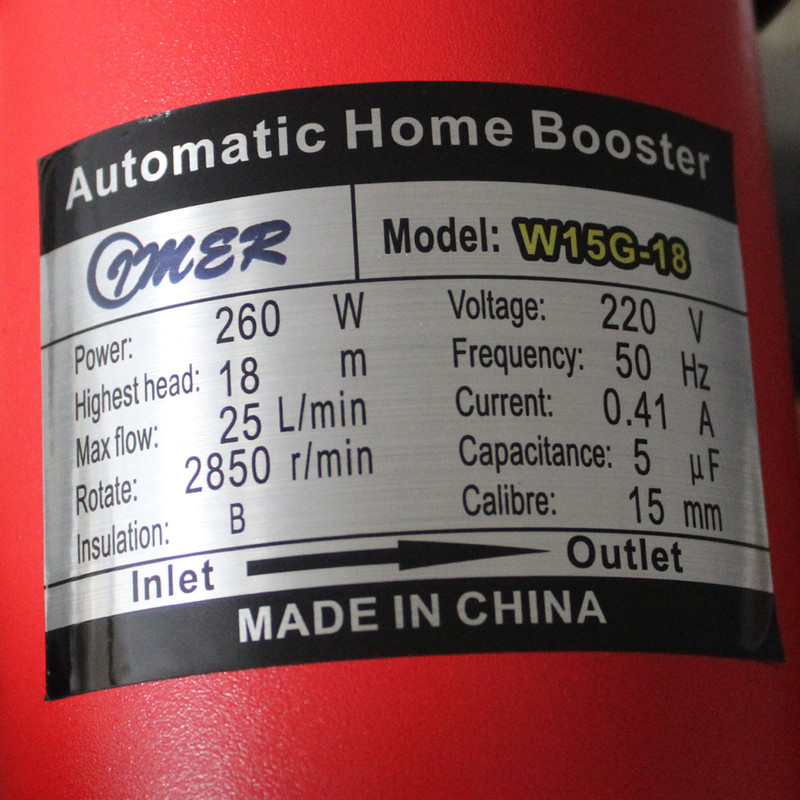 Automatic Home Booster
IMER Model: W15G-18
Power: 260 W Voltage: 220 V
Highest head: 18 m Frequency: 50 Hz
Max flow: 25 L/min Current: 0.41 A
Rotate: 2850 r/min Capacitance: 5 µF
Insulation: B Calibre: 15 mm
Inlet Outlet
MADE IN CHINA